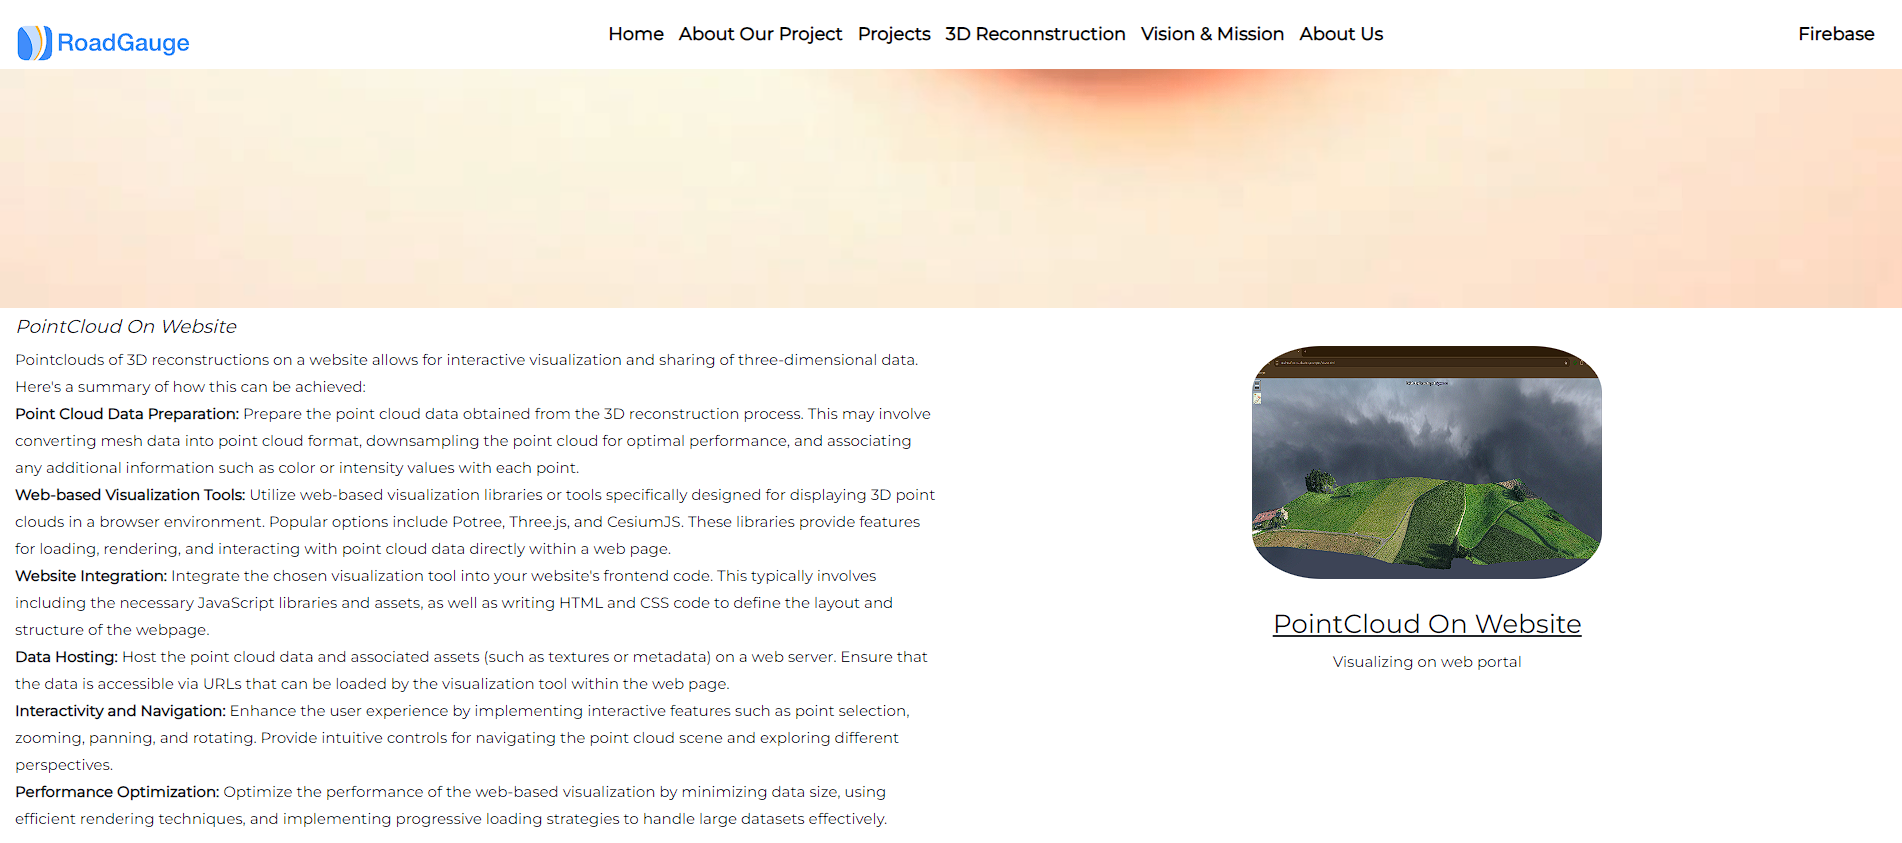 RoadGauge
Home About Our Project Projects 3D Reconnstruction Vision & Mission About Us
Firebase
PointCloud On Website
Pointclouds of 3D reconstructions on a website allows for interactive visualization and sharing of three-dimensional data.
Here's a summary of how this can be achieved:
Point Cloud Data Preparation: Prepare the point cloud data obtained from the 3D reconstruction process. This may involve
converting mesh data into point cloud format, downsampling the point cloud for optimal performance, and associating
any additional information such as color or intensity values with each point.
Web-based Visualization Tools: Utilize web-based visualization libraries or tools specifically designed for displaying 3D point
clouds in a browser environment. Popular options include Potree, Three.js, and CesiumJS. These libraries provide features
for loading, rendering, and interacting with point cloud data directly within a web page.
Website Integration: Integrate the chosen visualization tool into your website's frontend code. This typically involves
including the necessary JavaScript libraries and assets, as well as writing HTML and CSS code to define the layout and
structure of the webpage.
Data Hosting: Host the point cloud data and associated assets (such as textures or metadata) on a web server. Ensure that
the data is accessible via URLs that can be loaded by the visualization tool within the web page.
Interactivity and Navigation: Enhance the user experience by implementing interactive features such as point selection,
zooming, panning, and rotating. Provide intuitive controls for navigating the point cloud scene and exploring different
perspectives.
Performance Optimization: Optimize the performance of the web-based visualization by minimizing data size, using
efficient rendering techniques, and implementing progressive loading strategies to handle large datasets effectively.
PointCloud On Website
Visualizing on web portal